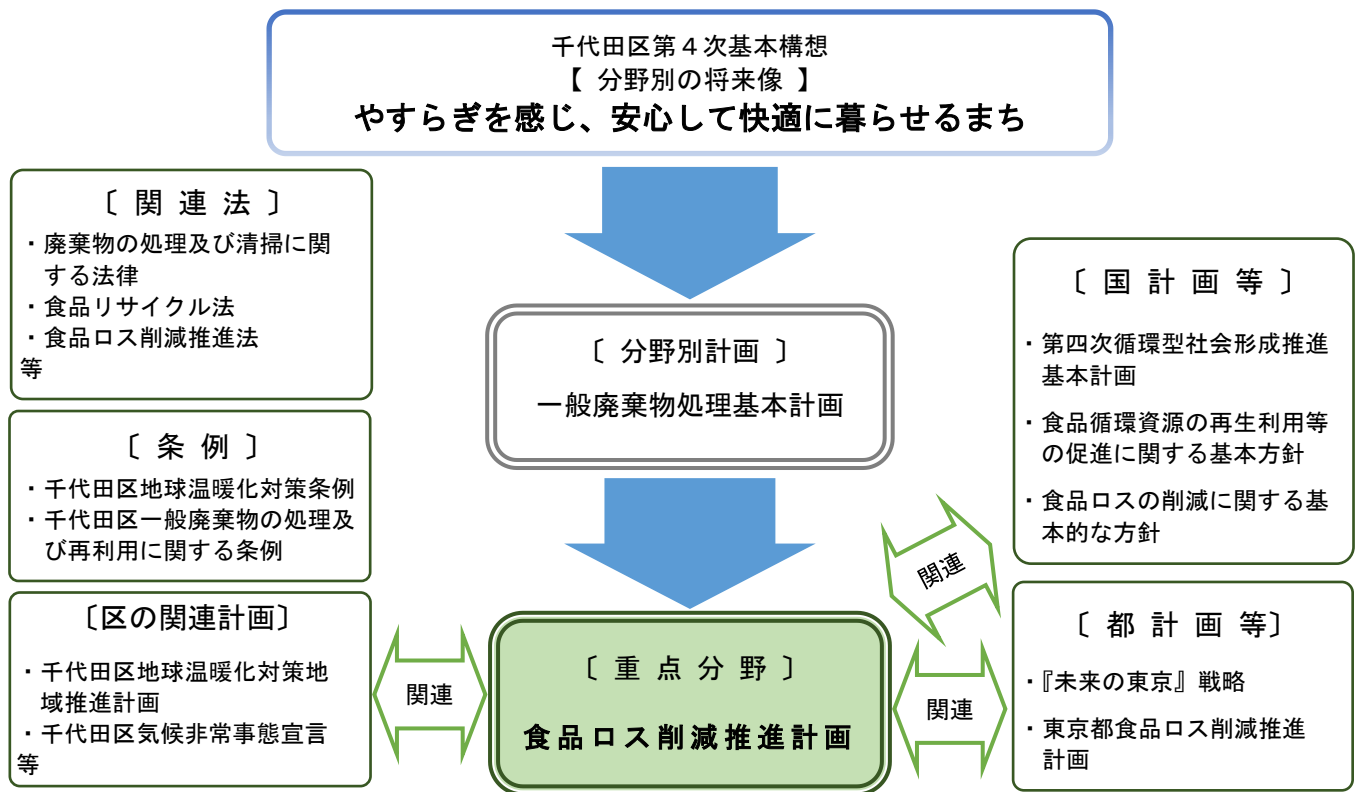 千代田区第４次基本構想
【 分野別の将来像 】
やすらぎを感じ、安心して快適に暮らせるまち
〔 関 連 法 〕
・廃棄物の処理及び清掃に関
する法律
・食品リサイクル法
・食品ロス削減推進法
等
〔 条 例 〕
・千代田区地球温暖化対策条例
・千代田区一般廃棄物の処理及
び再利用に関する条例
〔区の関連計画〕
・千代田区地球温暖化対策地
域推進計画
・千代田区気候非常事態宣言
等
〔 分野別計画 〕
一般廃棄物処理基本計画
関連
〔 重 点 分 野 〕
食品ロス削減推進計画
関連
関連
〔 国 計 画 等 〕
・第四次循環型社会形成推進
基本計画
・食品循環資源の再生利用等
の促進に関する基本方針
・食品ロスの削減に関する基
本的な方針
〔 都 計 画 等〕
・『未来の東京』戦略
・東京都食品ロス削減推進
計画